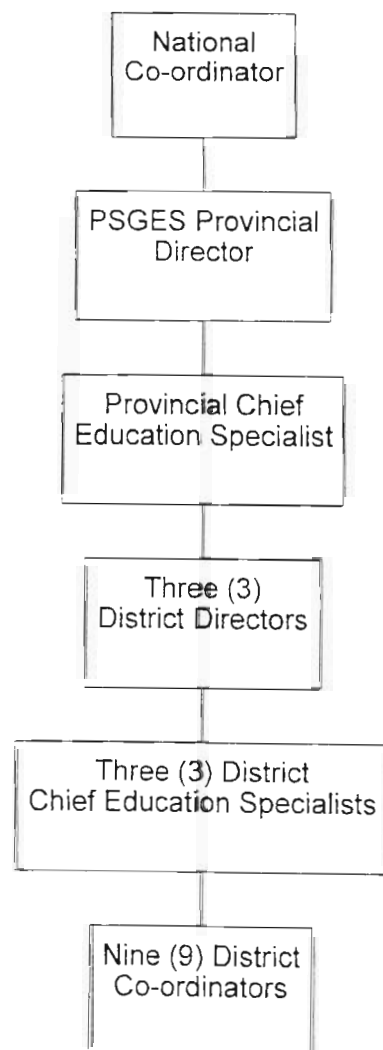 National
Co-ordinator
PSGES Provincial
Director
Provincial Chief
Education Specialist
Three (3)
District Directors
Three (3) District
Chief Education Specialists
Nine (9) District
Co-ordinators